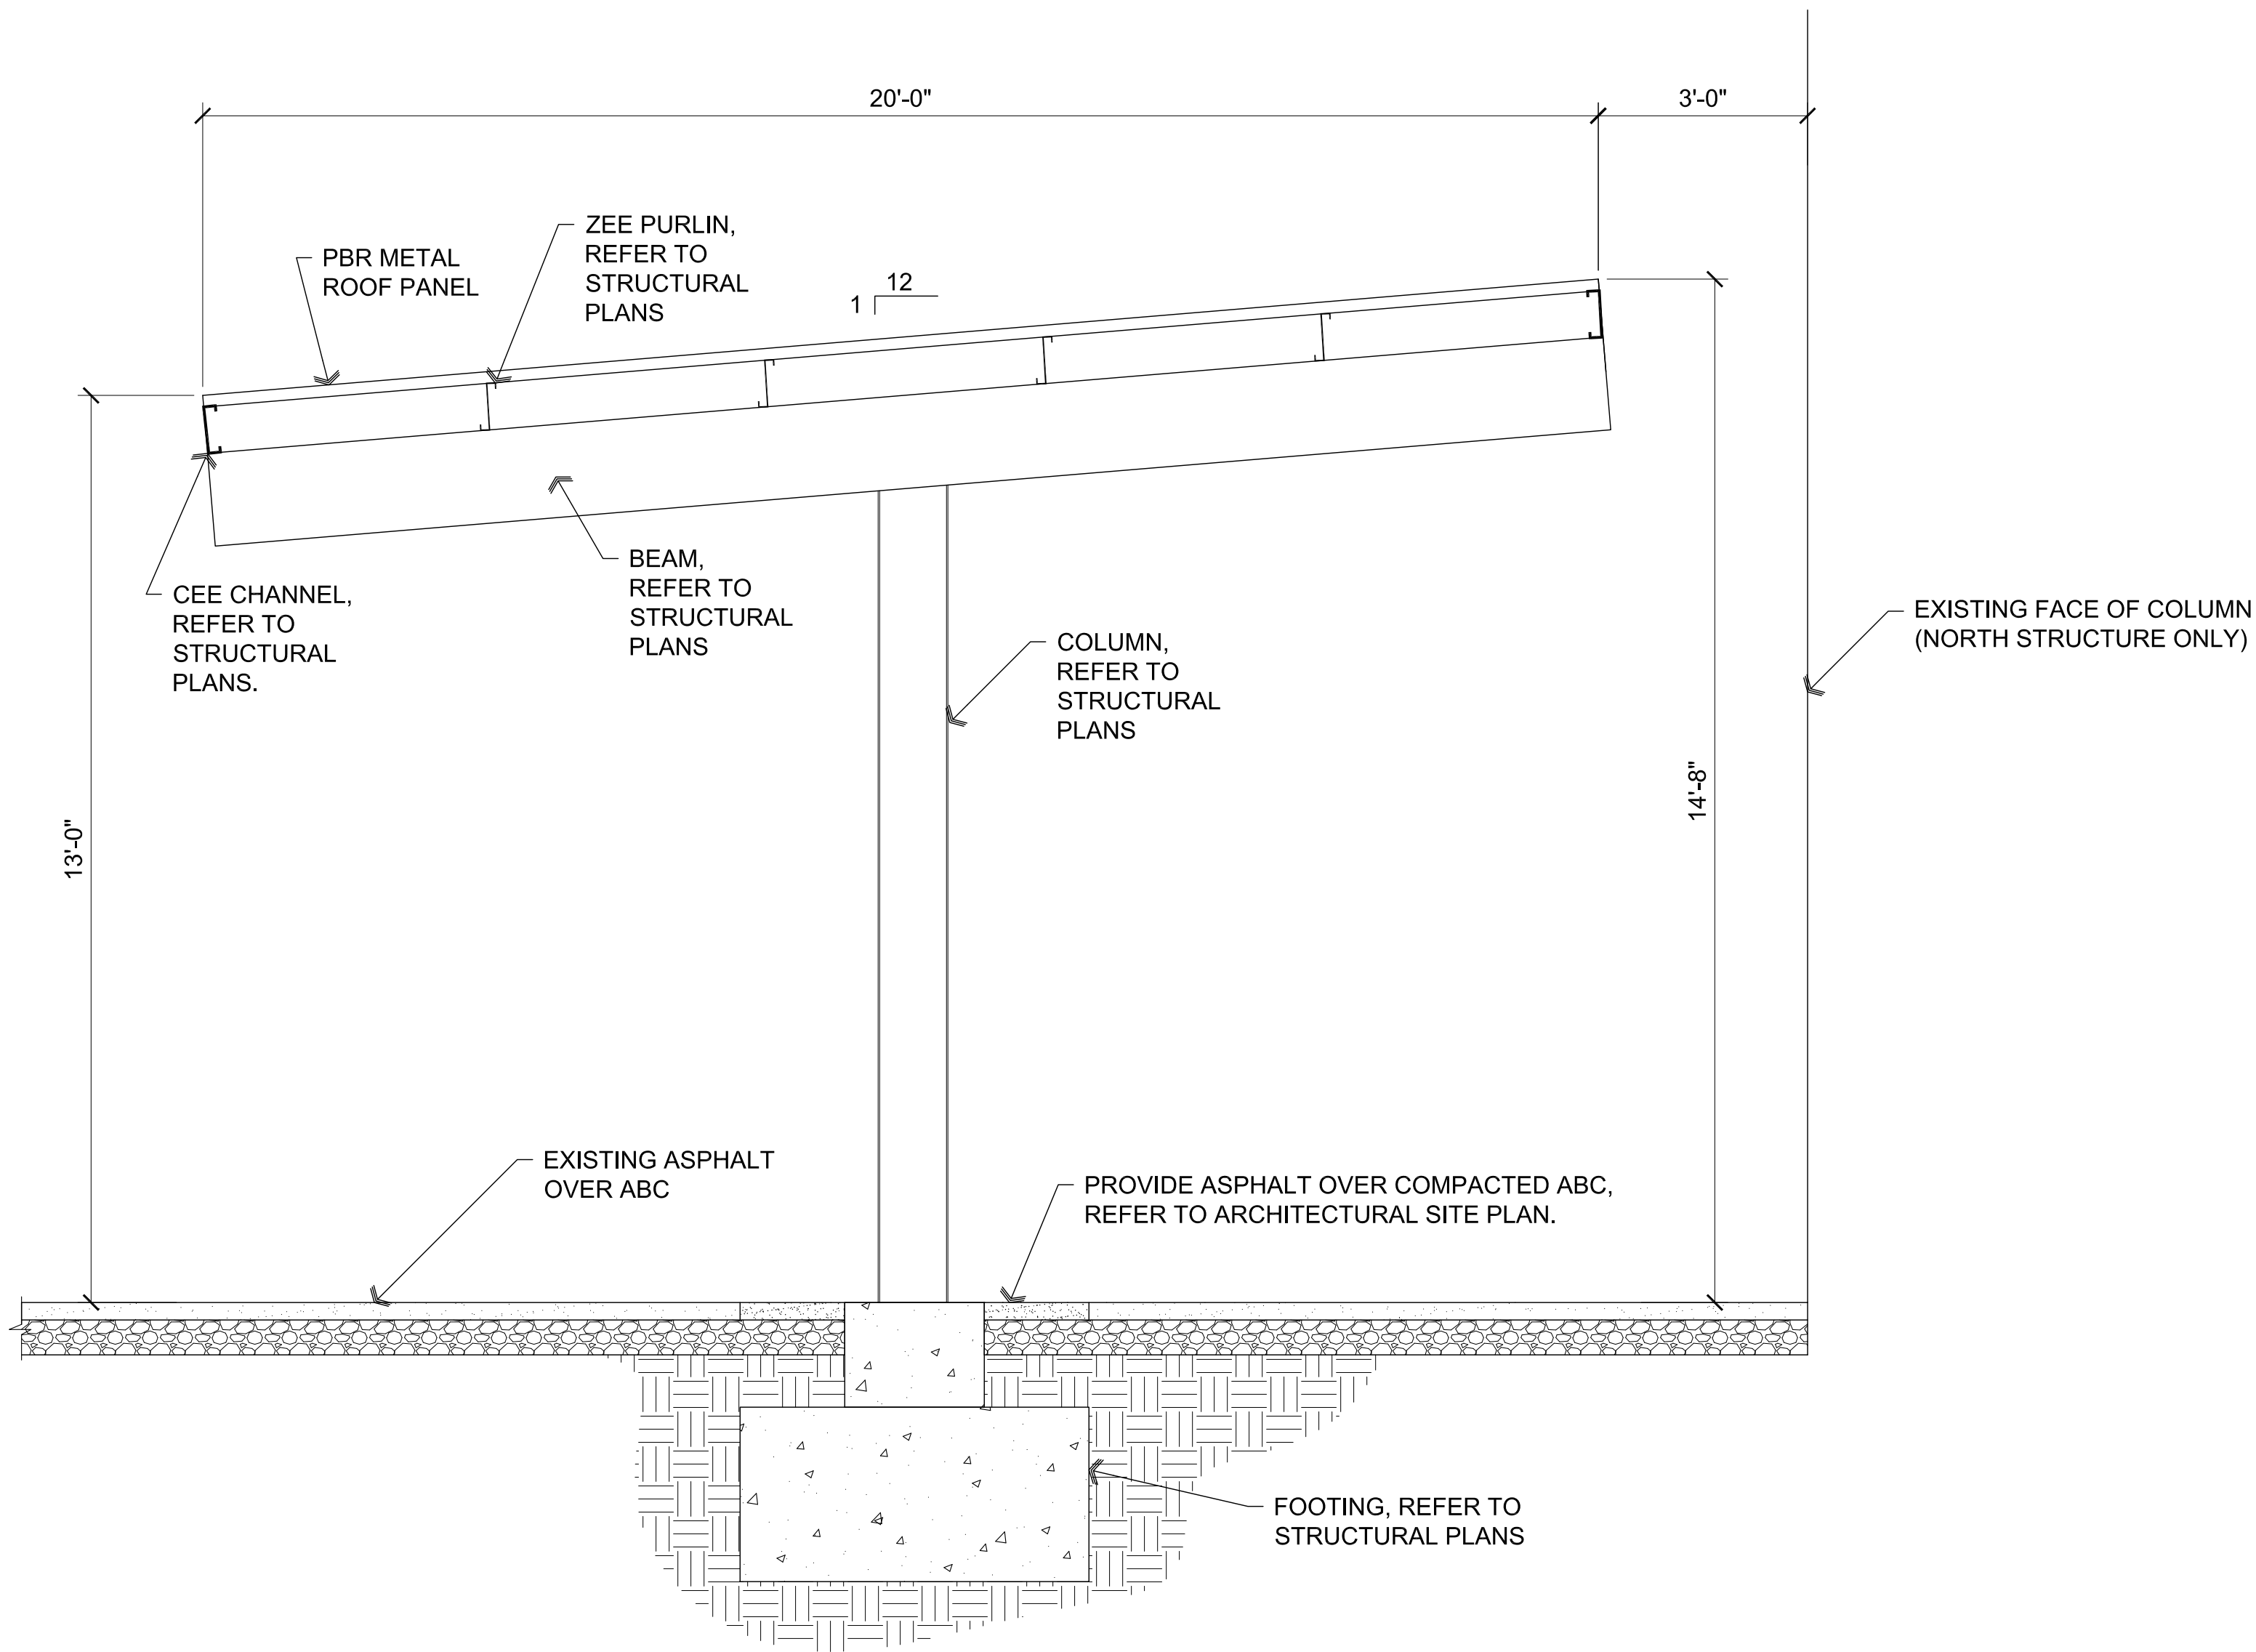 20'-0"
3'-0"
ZEE PURLIN,
REFER TO
STRUCTURAL
PLANS
PBR METAL
ROOF PANEL
12
1
BEAM,
REFER TO
STRUCTURAL
PLANS
CEE CHANNEL,
REFER TO
STRUCTURAL
PLANS.
COLUMN,
REFER TO
STRUCTURAL
PLANS
EXISTING FACE OF COLUMN
(NORTH STRUCTURE ONLY)
13'-0"
14'-8"
EXISTING ASPHALT
OVER ABC
PROVIDE ASPHALT OVER COMPACTED ABC,
REFER TO ARCHITECTURAL SITE PLAN.
FOOTING, REFER TO
STRUCTURAL PLANS